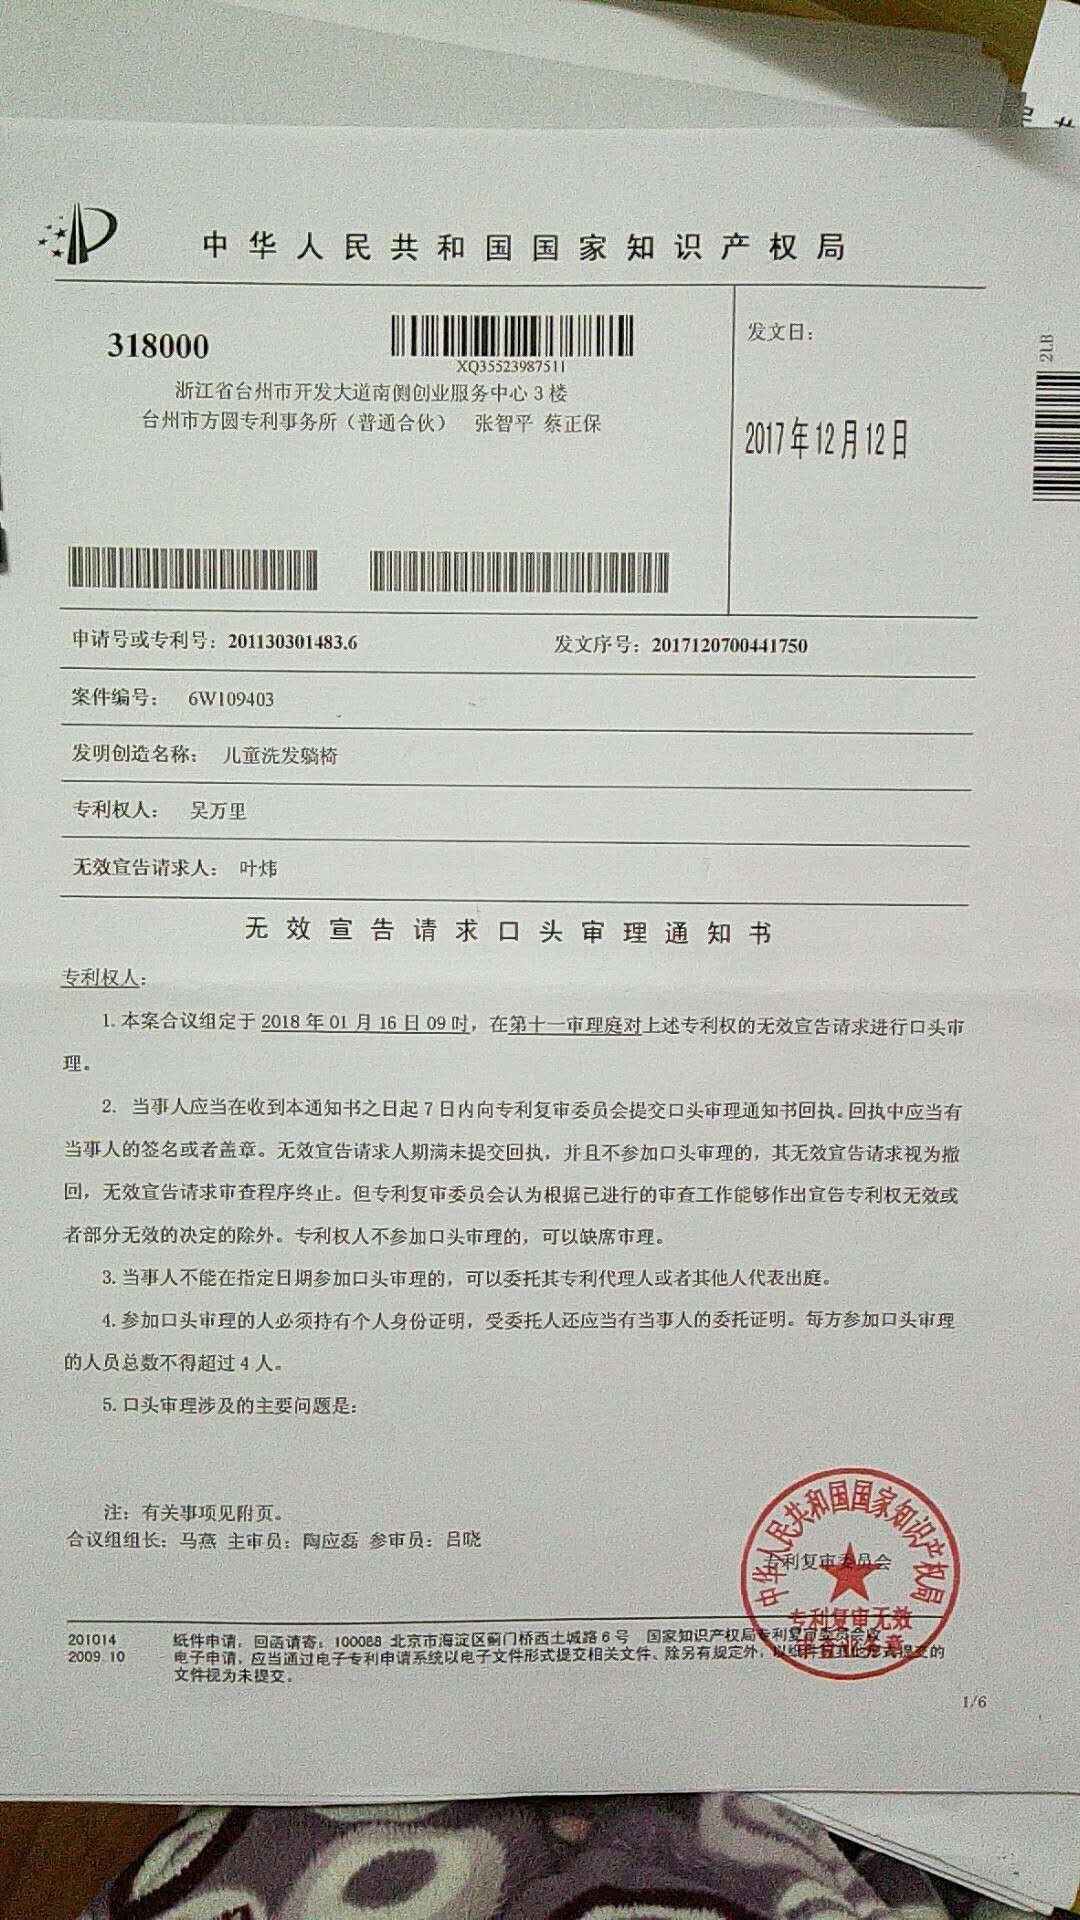 中华人民共和国国家知识产权局
318000
XQ35523987511
浙江省台州市开发大道南侧创业服务中心3楼
台州市方圆专利事务所（普通合伙） 张智平 蔡正保
发文日：
2017年12月12日
2LB
申请号或专利号：201130301483.6 发文序号：2017120700441750
案件编号： 6W109403
发明创造名称： 儿童洗发躺椅
专利权人： 吴万里
无效宣告请求人： 叶炜
无效宣告请求口头审理通知书
专利权人：
1.本案合议组定于2018年01月16日09时，在第十一审理庭对上述专利权的无效宣告请求进行口头审
理。
2. 当事人应当在收到本通知书之日起7日内向专利复审委员会提交口头审理通知书回执。回执中应当有
当事人的签名或者盖章。无效宣告请求人期满未提交回执，并且不参加口头审理的，其无效宣告请求视为撤
回，无效宣告请求审查程序终止。但专利复审委员会认为根据已进行的审查工作能够作出宣告专利权无效或
者部分无效的决定的除外。专利权人不参加口头审理的，可以缺席审理。
3.当事人不能在指定日期参加口头审理的，可以委托其专利代理人或者其他人代表出庭。
4.参加口头审理的人必须持有个人身份证明，受委托人还应当有当事人的委托证明。每方参加口头审理
的人员总数不得超过4人。
5.口头审理涉及的主要问题是：
注：有关事项见附页。
合议组组长：马燕 主审员：陶应磊 参审员：吕晓
专利复审委员会
中华人民共和国国家知识产权局
专利复审无效
审查业务章
201014 纸件申请，回函请寄：100088 北京市海淀区蓟门桥西土城路6号 国家知识产权局专利复审委员会收
2009.10 电子申请，应当通过电子专利申请系统以电子文件形式提交相关文件、除另有规定外，以纸件等其他形式提交的
文件视为未提交。
1/6